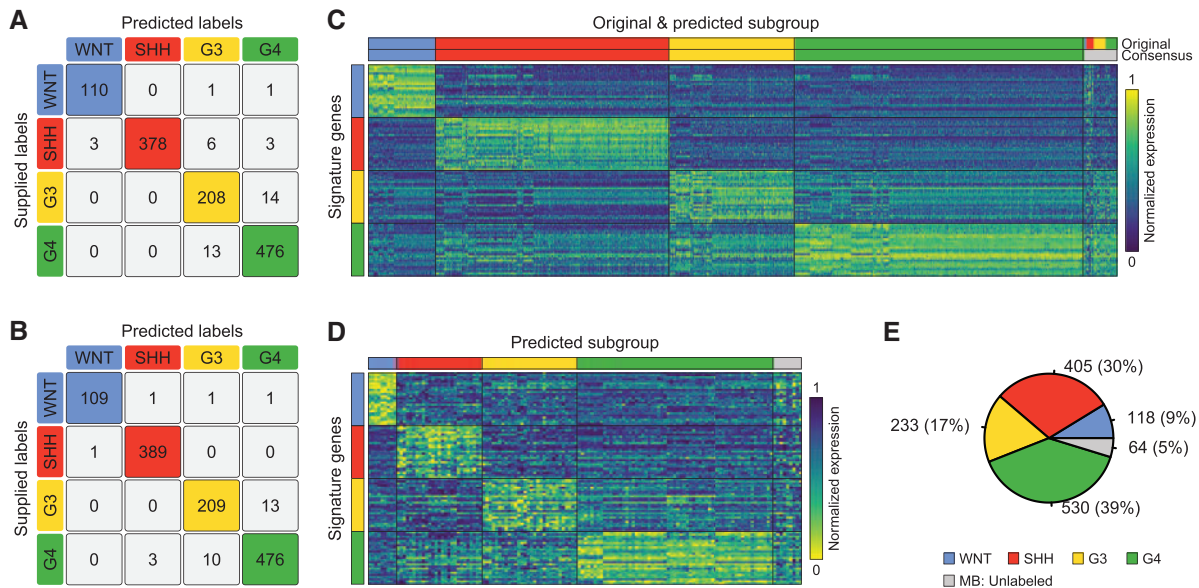 A
Predicted labels
WNT SHH G3 G4
Supplied labels
WNT 110 0 1 1
SHH 3 378 6 3
G3 0 0 208 14
G4 0 0 13 476
B
Predicted labels
WNT SHH G3 G4
Supplied labels
WNT 109 1 1 1
SHH 1 389 0 0
G3 0 0 209 13
G4 0 3 10 476
C
Original & predicted subgroup
Original
Consensus
Signature genes
1
Normalized expression
0
D
Predicted subgroup
Signature genes
1
Normalized expression
0
E
405 (30%)
118 (9%)
64 (5%)
233 (17%)
530 (39%)
WNT SHH G3 G4
MB: Unlabeled